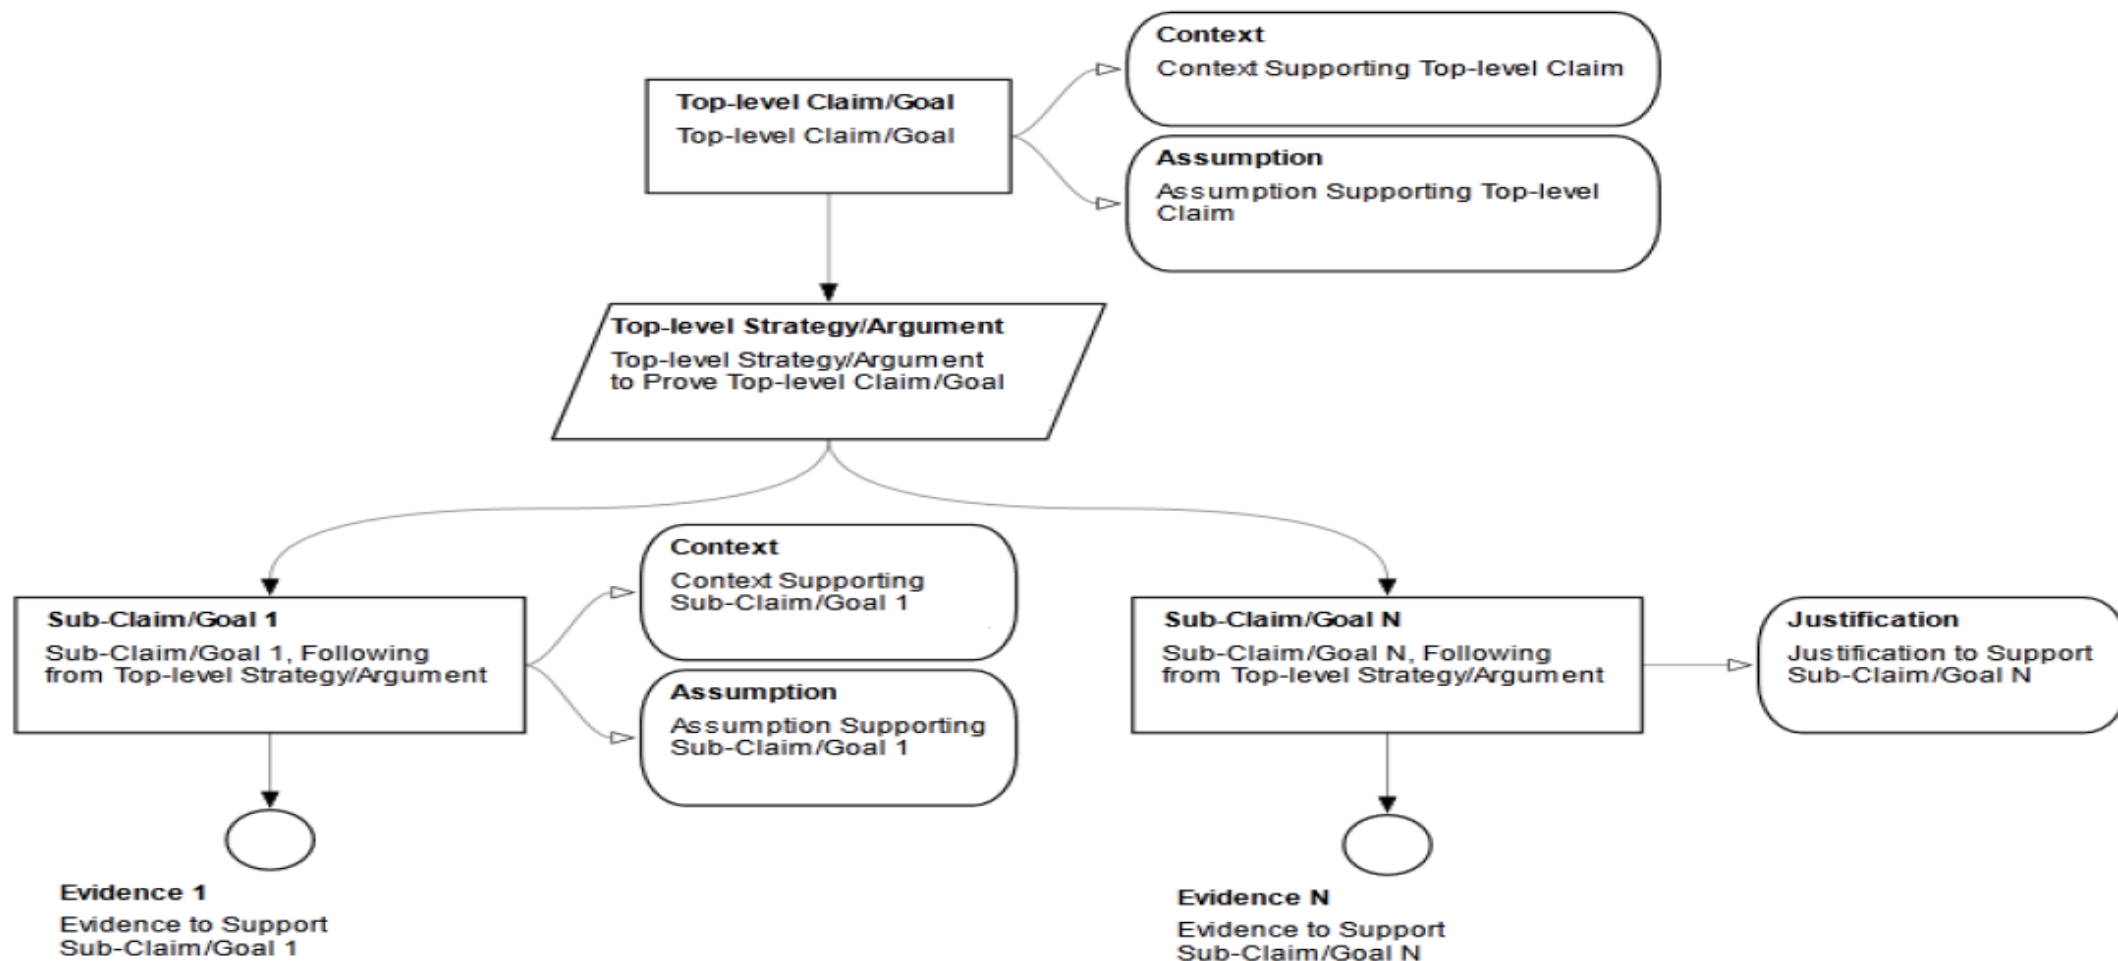 Context
Context Supporting Top-level Claim
Top-level Claim/Goal
Top-level Claim/Goal
Assumption
Assumption Supporting Top-level
Claim
Top-level Strategy/Argument
Top-level Strategy/Argument
to Prove Top-level Claim/Goal
Context
Context Supporting
Sub-Claim/Goal 1
Sub-Claim/Goal 1
Sub-Claim/Goal 1, Following
from Top-level Strategy/Argument
Assumption
Assumption Supporting
Sub-Claim/Goal 1
Sub-Claim/Goal N
Sub-Claim/Goal N, Following
from Top-level Strategy/Argument
Justification
Justification to Support
Sub-Claim/Goal N
Evidence 1
Evidence to Support
Sub-Claim/Goal 1
Evidence N
Evidence to Support
Sub-Claim/Goal N